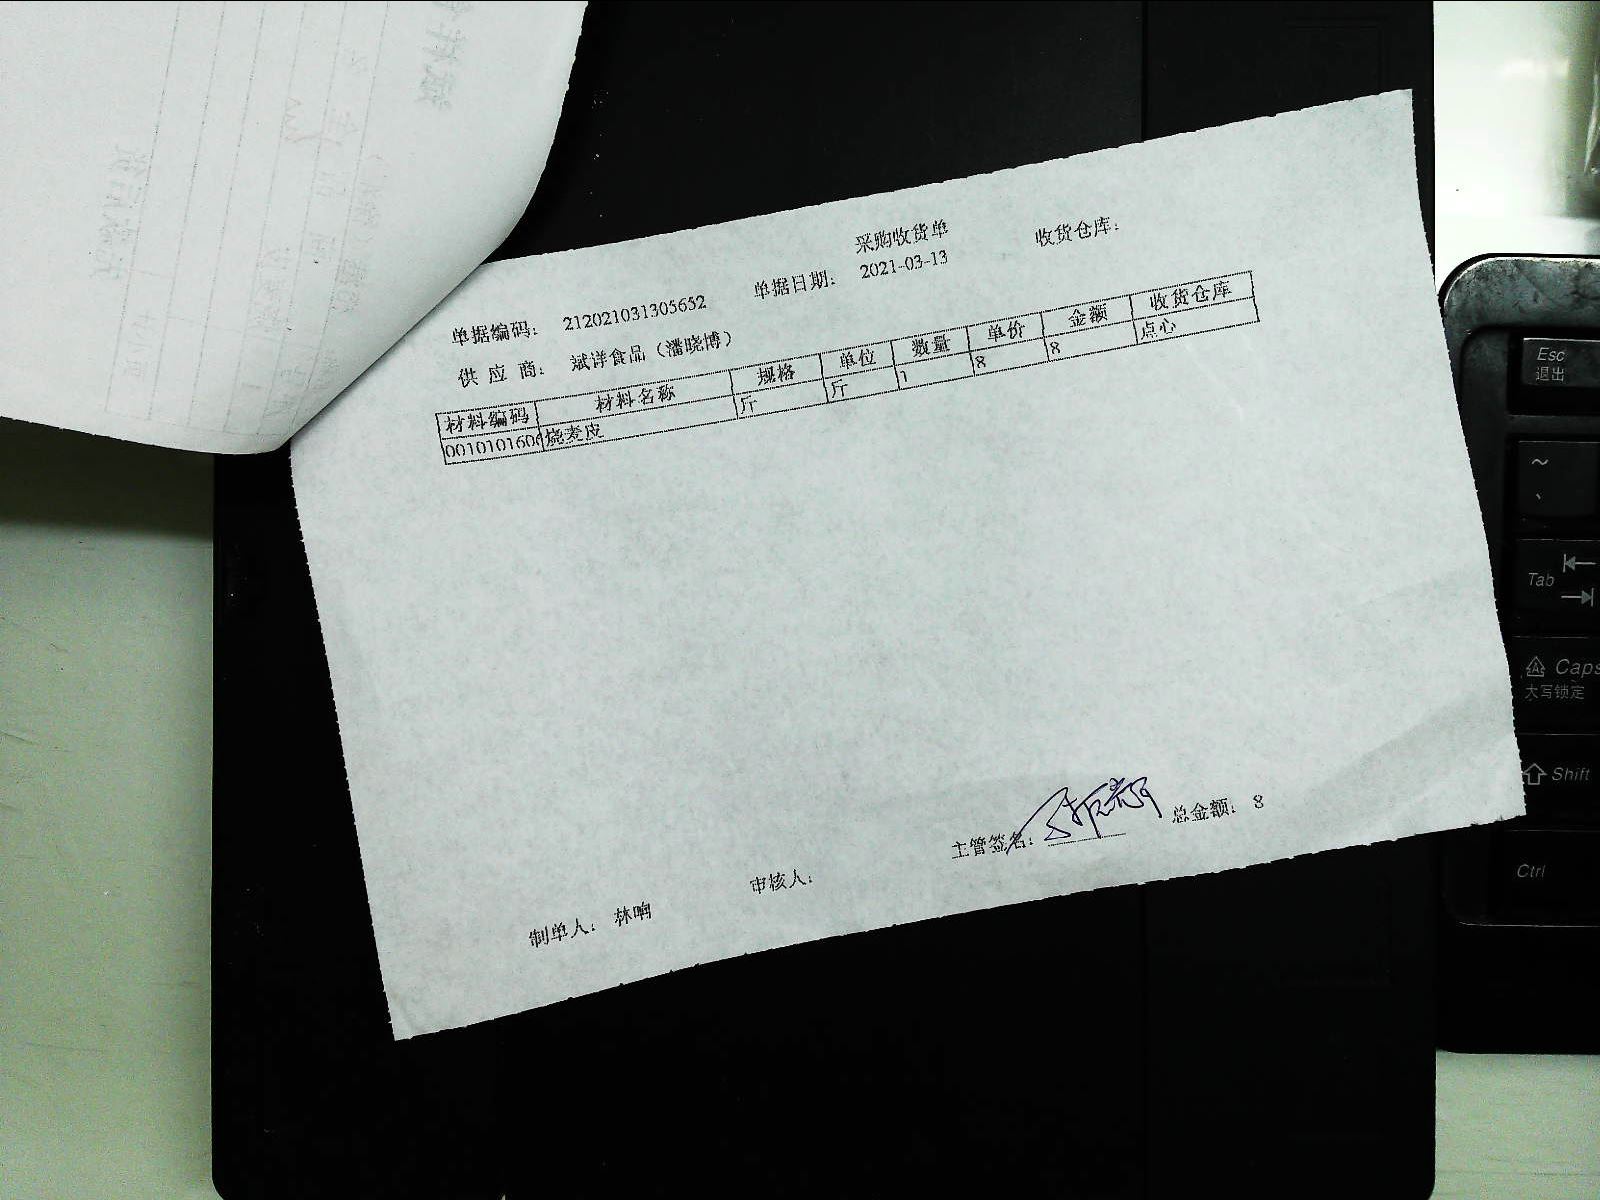 采购收货单
收货仓库：
单据编码： 212021031305652 单据日期： 2021-03-13
供 应 商： 斌洋食品（潘晓博）
材料编码 材料名称 规格 单位 数量 单价 金额 收货仓库
0010101606 烧麦皮 斤 斤 1 8 8 点心
主管签名： 总金额： 8
制单人： 林响 审核人：
Esc
退出
~
Tab
Caps
大写锁定
Shift
Ctrl